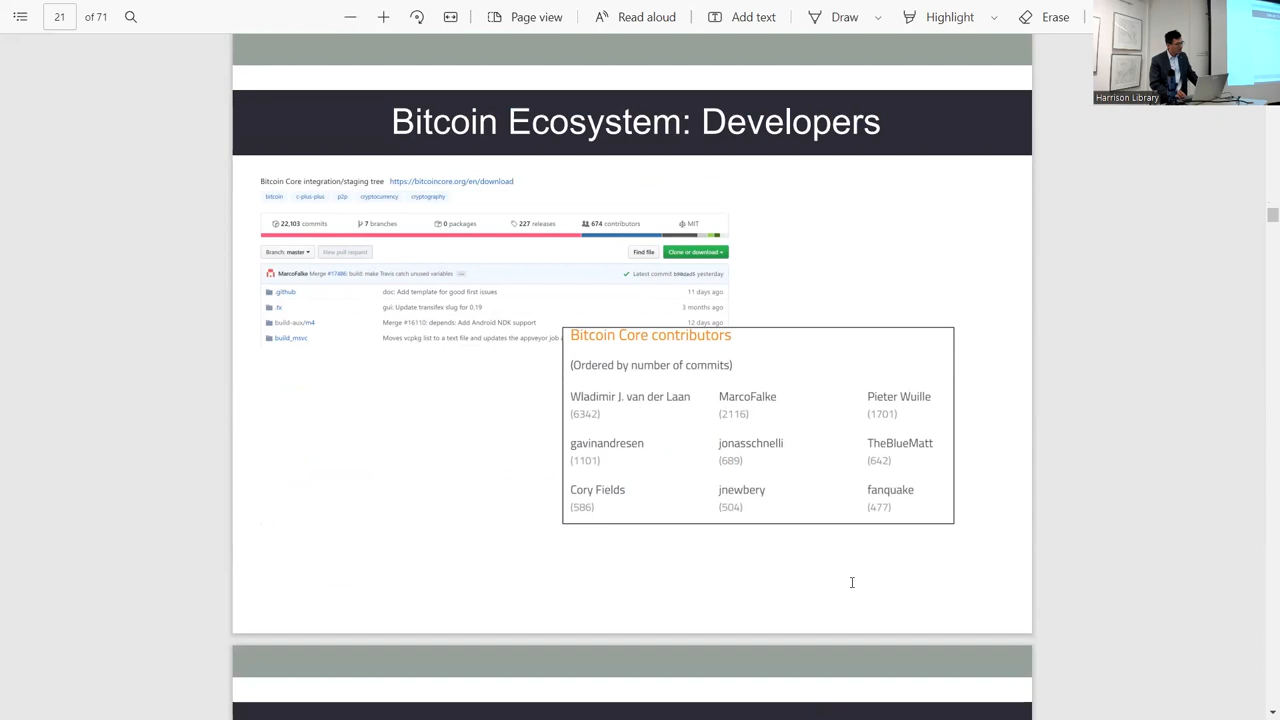 21 of 71
Page view
Read aloud
Add text
Draw
Highlight
Erase
Harrison Library
Bitcoin Ecosystem: Developers
Bitcoin Core integration/staging tree https://bitcoincore.org/en/download
bitcoin c-plus-plus p2p cryptocurrency cryptography
22,103 commits 7 branches 0 packages 227 releases 674 contributors MIT
Branch: master New pull request Find file Clone or download
MarcoFalke Merge #17486: build: make Travis catch unused variables Latest commit yesterday
.github doc: Add template for good first issues 11 days ago
.tx gui: Update transifex slug for 0.19 3 months ago
build-aux/m4 Merge #16110: depends: Add Android NDK support 12 days ago
build_msvc Moves vcpkg list to a text file and updates the appveyor job
Bitcoin Core contributors
(Ordered by number of commits)
Wladimir J. van der Laan MarcoFalke Pieter Wuille
(6342) (2116) (1701)
gavinandresen jonasschnelli TheBlueMatt
(1101) (689) (642)
Cory Fields jnewbery fanquake
(586) (504) (477)